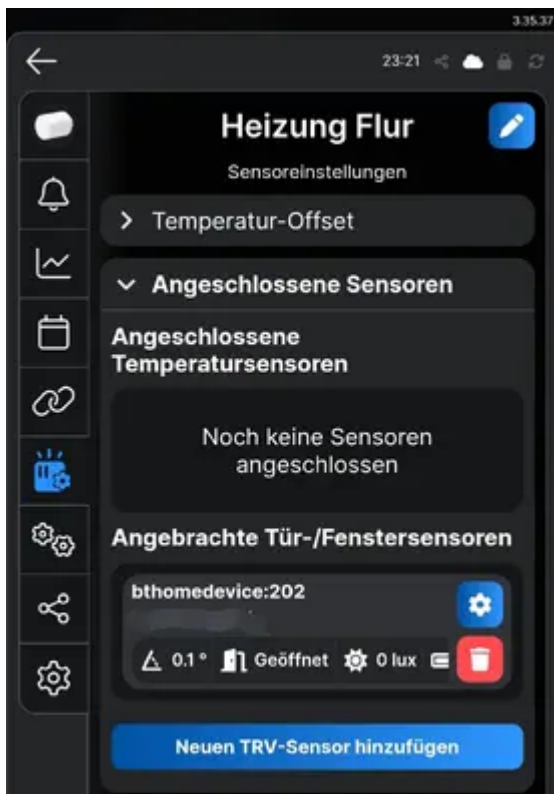 3.35.37
23:21
Heizung Flur
Sensoreinstellungen
Temperatur-Offset
Angeschlossene Sensoren
Angeschlossene
Temperatursensoren
Noch keine Sensoren
angeschlossen
Angebrachte Tür-/Fenstersensoren
bthomedevice:202
0.1 ° Geöffnet 0 lux
Neuen TRV-Sensor hinzufügen